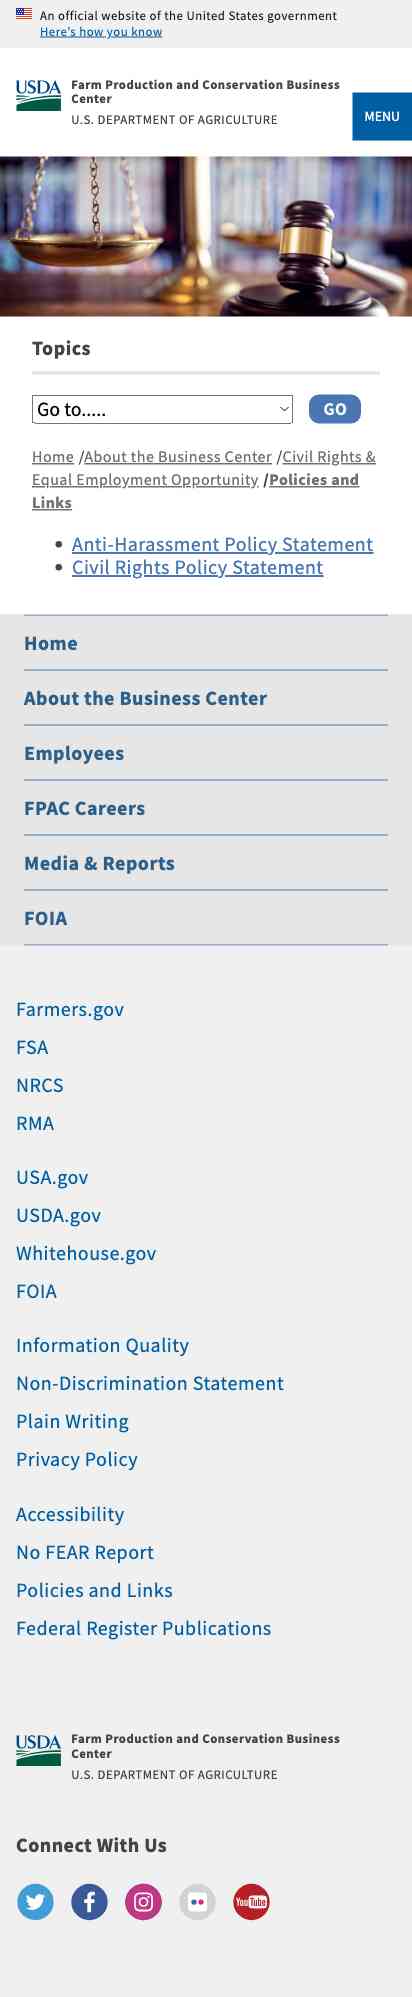 An official website of the United States government
Here's how you know
USDA
Farm Production and Conservation Business
Center
U.S. DEPARTMENT OF AGRICULTURE
MENU
Topics
Go to.....
GO
Home /About the Business Center /Civil Rights &
Equal Employment Opportunity /Policies and
Links
• Anti-Harassment Policy Statement
• Civil Rights Policy Statement
Home
About the Business Center
Employees
FPAC Careers
Media & Reports
FOIA
Farmers.gov
FSA
NRCS
RMA
USA.gov
USDA.gov
Whitehouse.gov
FOIA
Information Quality
Non-Discrimination Statement
Plain Writing
Privacy Policy
Accessibility
No FEAR Report
Policies and Links
Federal Register Publications
USDA
Farm Production and Conservation Business
Center
U.S. DEPARTMENT OF AGRICULTURE
Connect With Us
YouTube